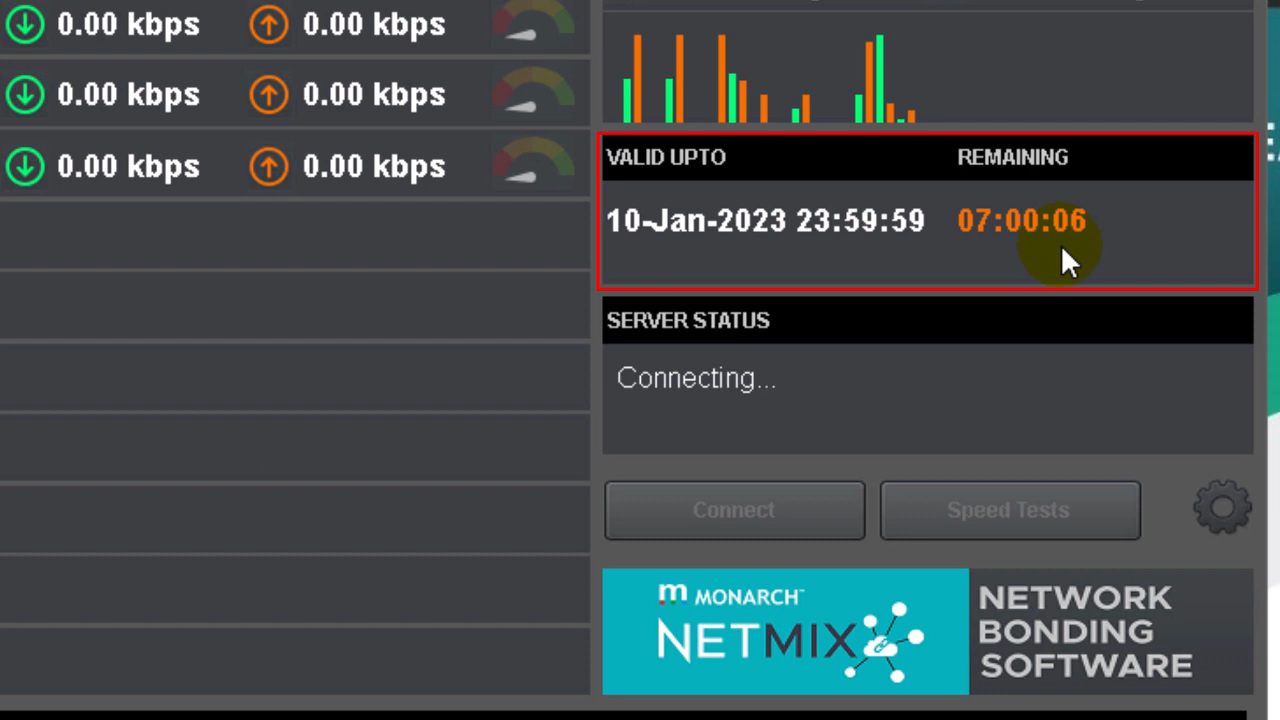 0.00 kbps 0.00 kbps
0.00 kbps 0.00 kbps
0.00 kbps 0.00 kbps
VALID UPTO REMAINING
10-Jan-2023 23:59:59 07:00:06
SERVER STATUS
Connecting...
Connect Speed Tests
m MONARCH™
NETMIX
NETWORK
BONDING
SOFTWARE